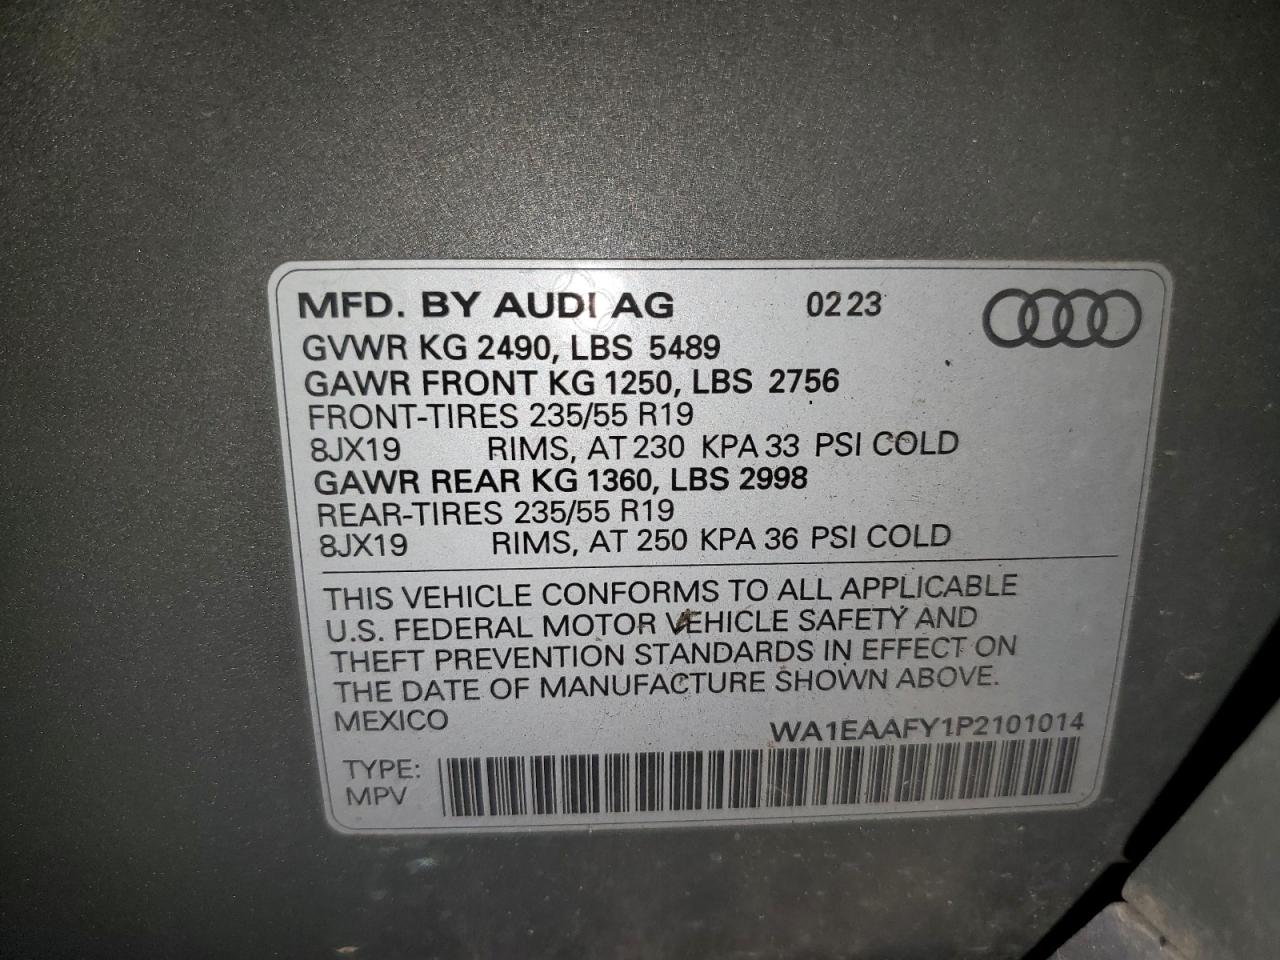 MFD. BY AUDI AG 02 23
GVWR KG 2490, LBS 5489
GAWR FRONT KG 1250, LBS 2756
FRONT-TIRES 235/55 R19
8JX19 RIMS, AT 230 KPA 33 PSI COLD
GAWR REAR KG 1360, LBS 2998
REAR-TIRES 235/55 R19
8JX19 RIMS, AT 250 KPA 36 PSI COLD
THIS VEHICLE CONFORMS TO ALL APPLICABLE
U.S. FEDERAL MOTOR VEHICLE SAFETY AND
THEFT PREVENTION STANDARDS IN EFFECT ON
THE DATE OF MANUFACTURE SHOWN ABOVE.
MEXICO WA1EAAFY1P2101014
TYPE:
MPV